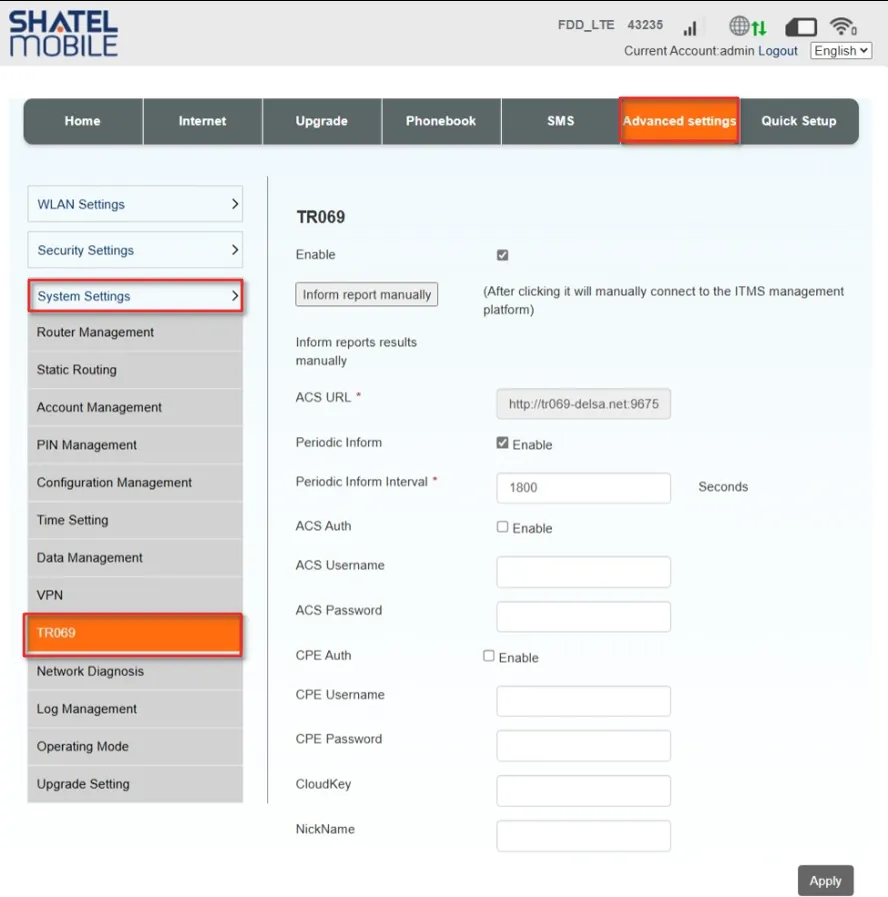 SHATEL
MOBILE
FDD_LTE 43235
0
Current Account:admin Logout English
Home Internet Upgrade Phonebook SMS Advanced settings Quick Setup
WLAN Settings
Security Settings
System Settings
Router Management
Static Routing
Account Management
PIN Management
Configuration Management
Time Setting
Data Management
VPN
TR069
Network Diagnosis
Log Management
Operating Mode
Upgrade Setting
TR069
Enable
Inform report manually (After clicking it will manually connect to the ITMS management
platform)
Inform reports results
manually
ACS URL * http://tr069-delsa.net:9675
Periodic Inform Enable
Periodic Inform Interval * 1800 Seconds
ACS Auth Enable
ACS Username
ACS Password
CPE Auth Enable
CPE Username
CPE Password
CloudKey
NickName
Apply